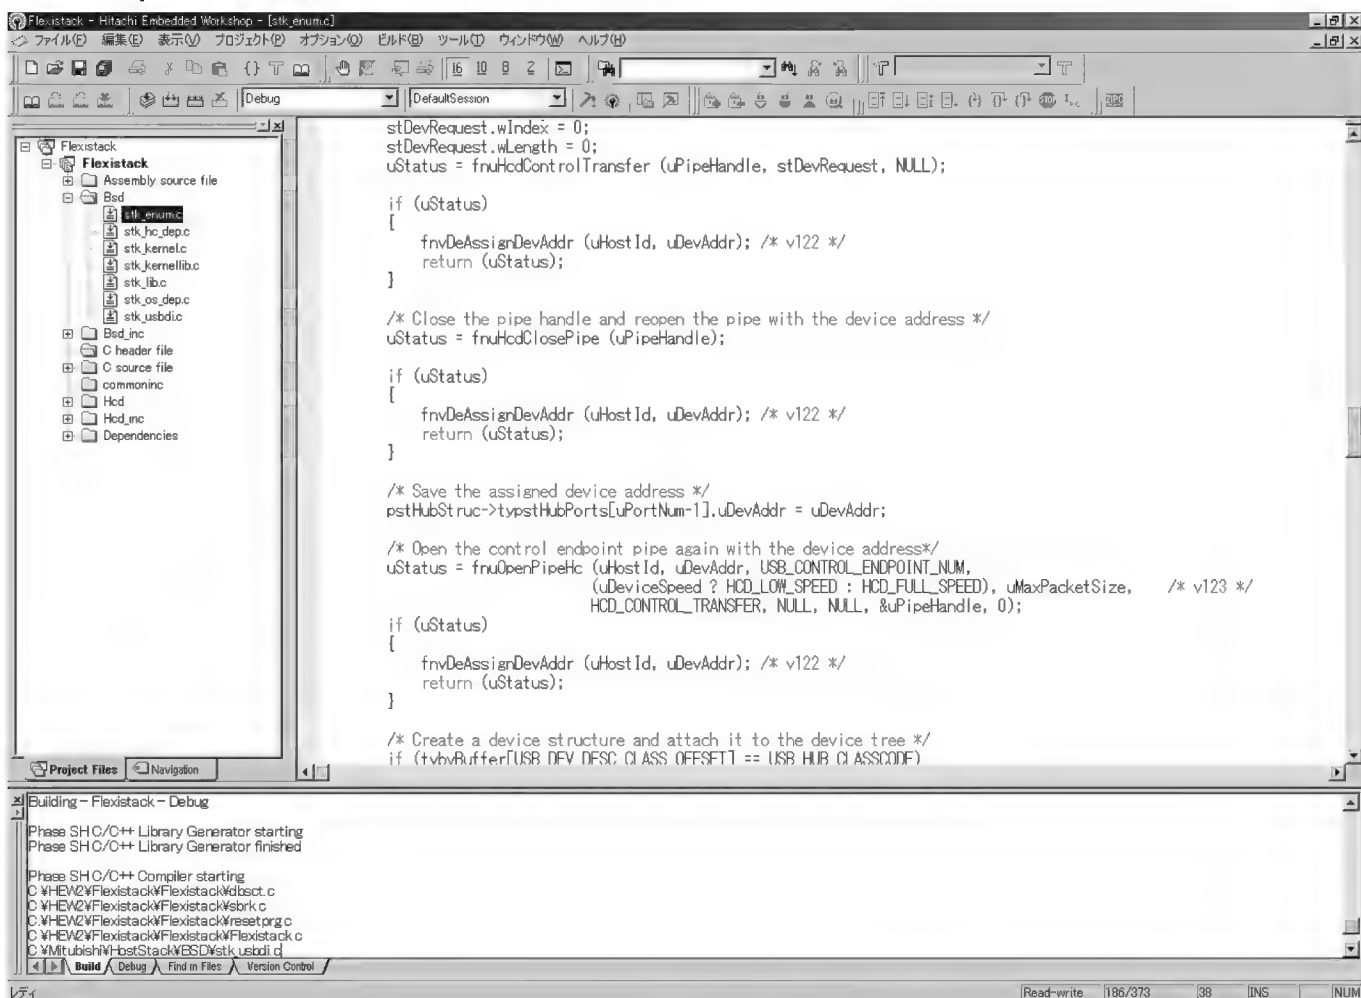 Flexistack - Hitachi Embedded Workshop - [stk_enum.c]
ファイル(F) 編集(E) 表示(V) プロジェクト(P) オプション(O) ビルド(B) ツール(T) ウィンドウ(W) ヘルプ(H)
16 10 8 2
Debug DefaultSession
Flexistack
Flexistack
Assembly source file
Bsd
stk_enum.c
stk_hc_dep.c
stk_kernel.c
stk_kernellib.c
stk_lib.c
stk_os_dep.c
stk_usbdi.c
Bsd_inc
C header file
C source file
commoninc
Hcd
Hcd_inc
Dependencies
Project Files Navigation
stDevRequest.wIndex = 0;
stDevRequest.wLength = 0;
uStatus = fnuHcdControlTransfer (uPipeHandle, stDevRequest, NULL);
if (uStatus)
{
fnvDeAssignDevAddr (uHostId, uDevAddr); /* v122 */
return (uStatus);
}
/* Close the pipe handle and reopen the pipe with the device address */
uStatus = fnuHcdClosePipe (uPipeHandle);
if (uStatus)
{
fnvDeAssignDevAddr (uHostId, uDevAddr); /* v122 */
return (uStatus);
}
/* Save the assigned device address */
pstHubStruc->typstHubPorts[uPortNum-1].uDevAddr = uDevAddr;
/* Open the control endpoint pipe again with the device address*/
uStatus = fnuOpenPipeHc (uHostId, uDevAddr, USB_CONTROL_ENDPOINT_NUM,
(uDeviceSpeed ? HCD_LOW_SPEED : HCD_FULL_SPEED), uMaxPacketSize, /* v123 */
HCD_CONTROL_TRANSFER, NULL, NULL, &uPipeHandle, 0);
if (uStatus)
{
fnvDeAssignDevAddr (uHostId, uDevAddr); /* v122 */
return (uStatus);
}
/* Create a device structure and attach it to the device tree */
if (tybyBuffer[USB_DEV_DESC_CLASS_OFFSET] == USB_HUB_CLASSCODE)
Building - Flexistack - Debug
Phase SH C/C++ Library Generator starting
Phase SH C/C++ Library Generator finished
Phase SH C/C++ Compiler starting
C:¥HEW2¥Flexistack¥Flexistack¥dbsct.c
C:¥HEW2¥Flexistack¥Flexistack¥sbrk.c
C:¥HEW2¥Flexistack¥Flexistack¥resetprg.c
C:¥HEW2¥Flexistack¥Flexistack¥Flexistack.c
C:¥Mitubishi¥HostStack¥BSD¥stk_usbdi.c
Build Debug Find in Files Version Control
レディ Read-write 186/373 38 INS NUM